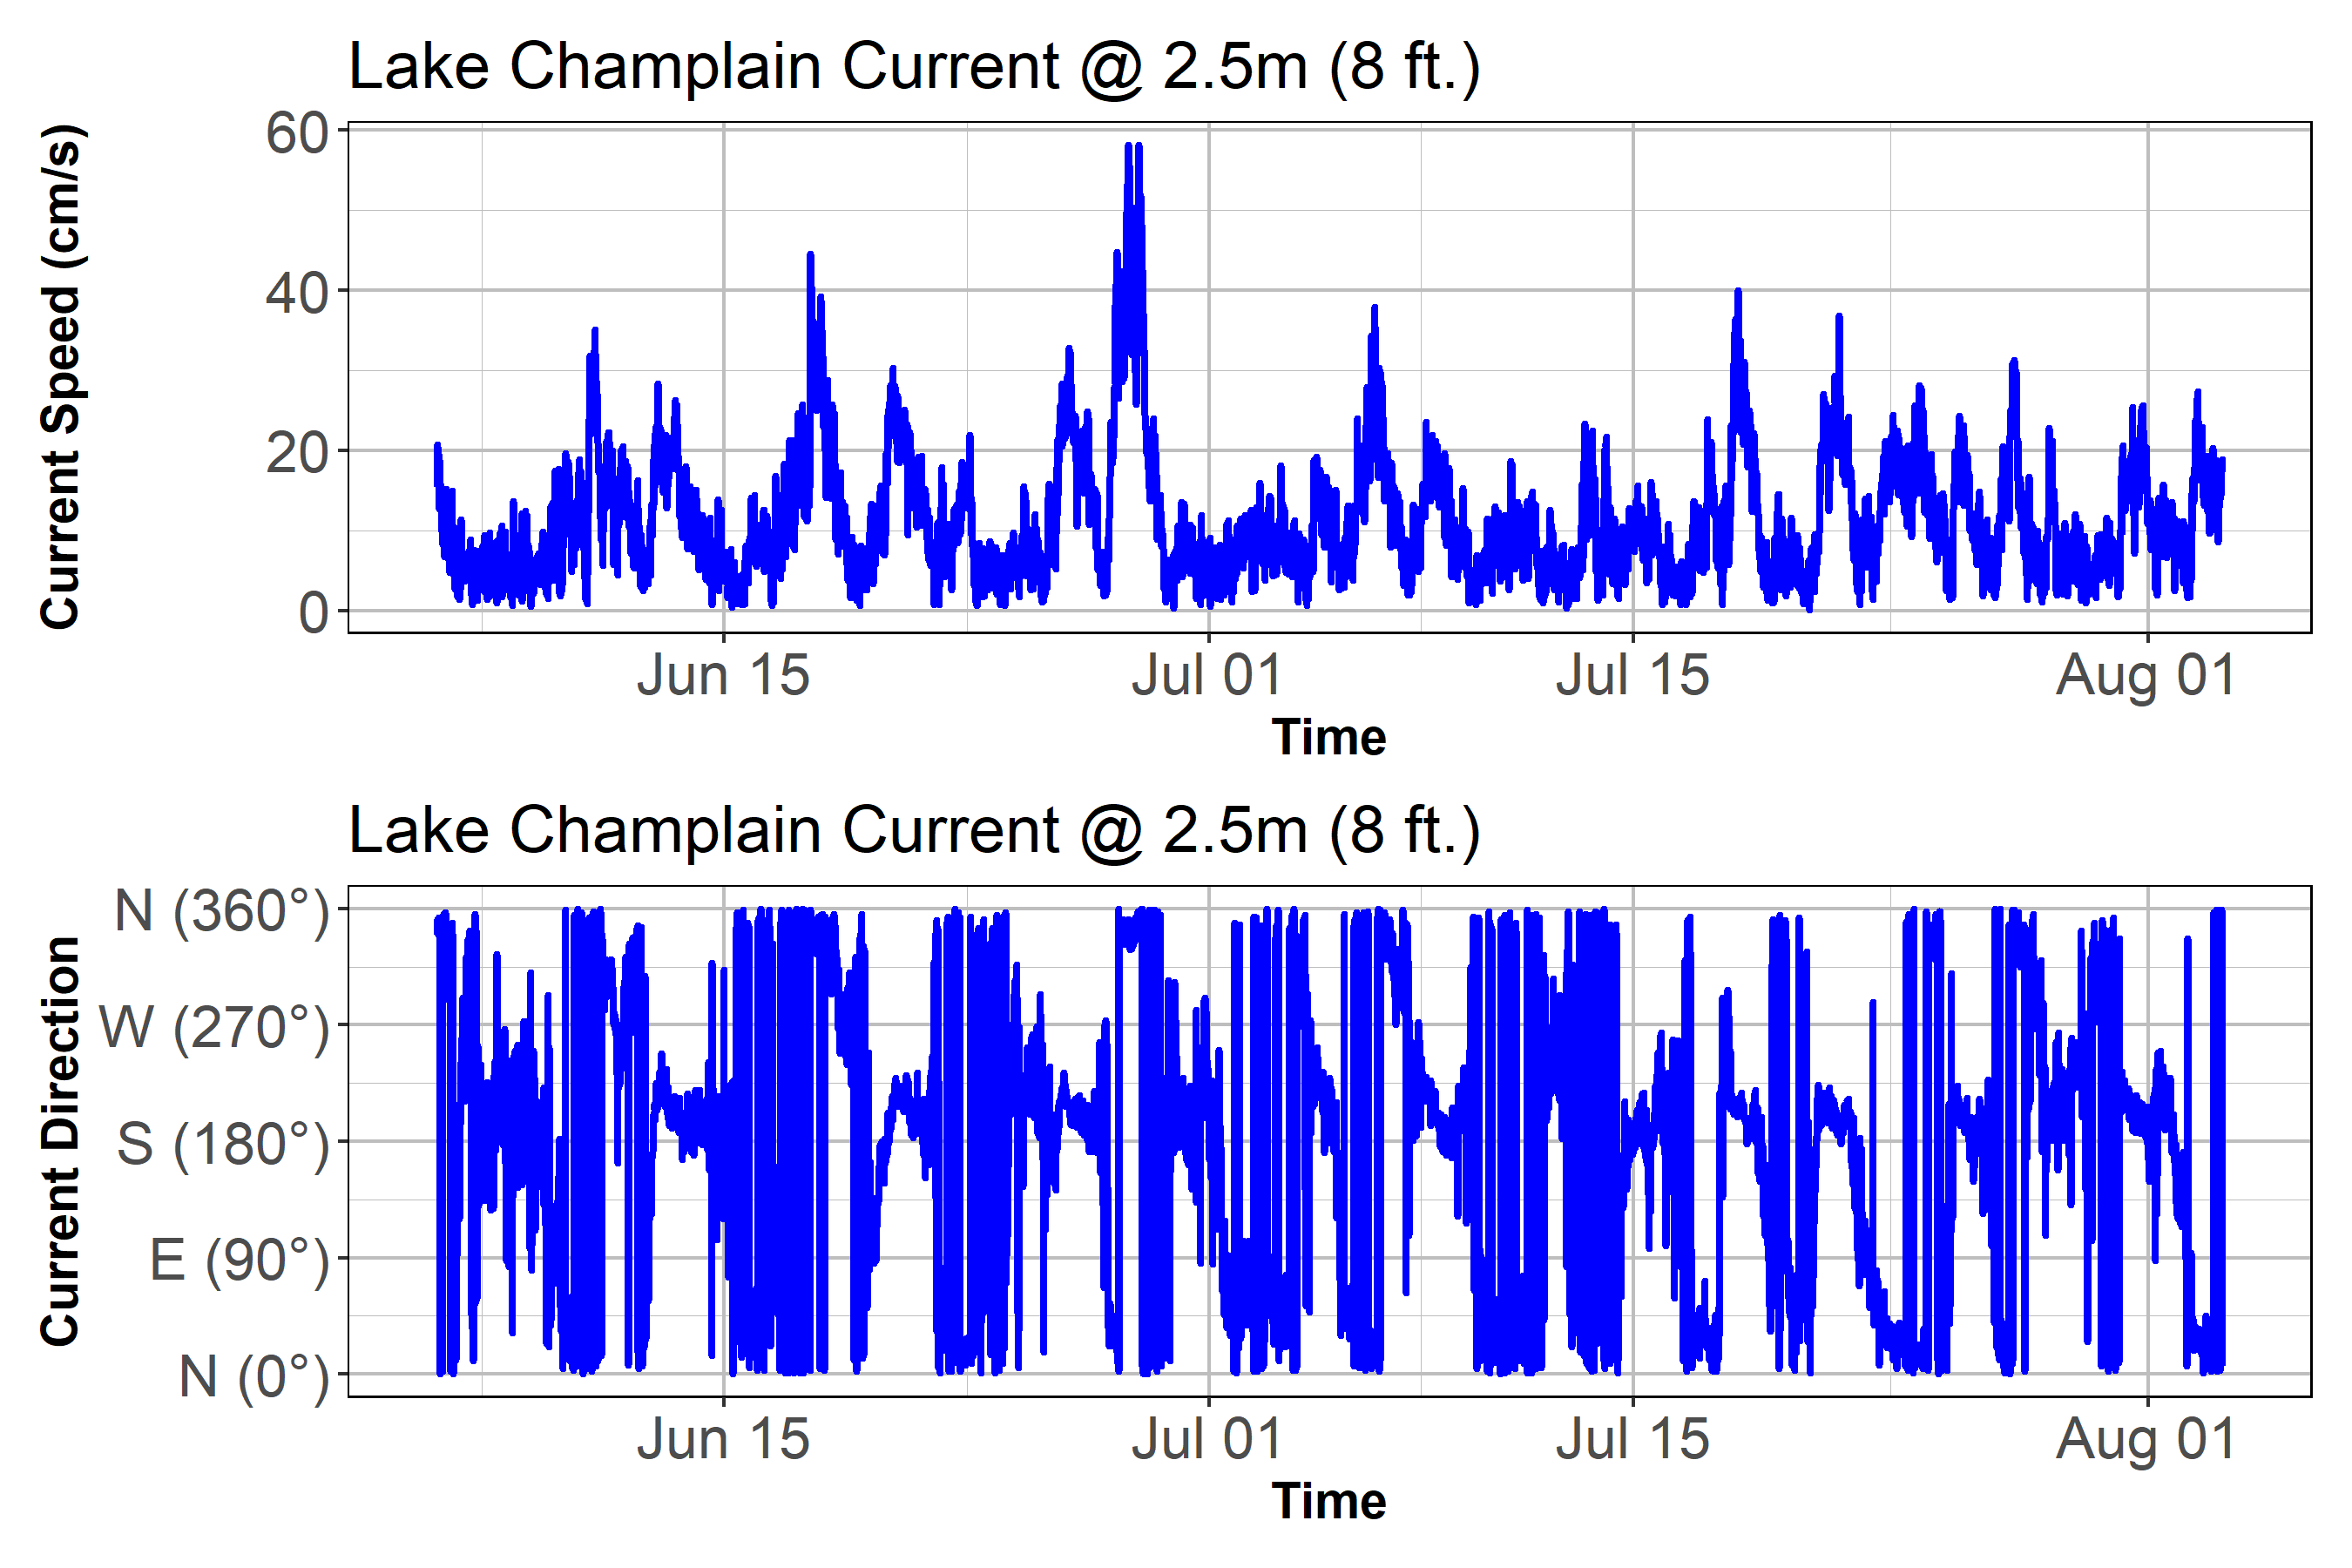 Lake Champlain Current @ 2.5m (8 ft.)
Current Speed (cm/s)
60
40
20
0
Jun 15
Jul 01
Jul 15
Aug 01
Time
Lake Champlain Current @ 2.5m (8 ft.)
Current Direction
N (360°)
W (270°)
S (180°)
E (90°)
N (0°)
Jun 15
Jul 01
Jul 15
Aug 01
Time